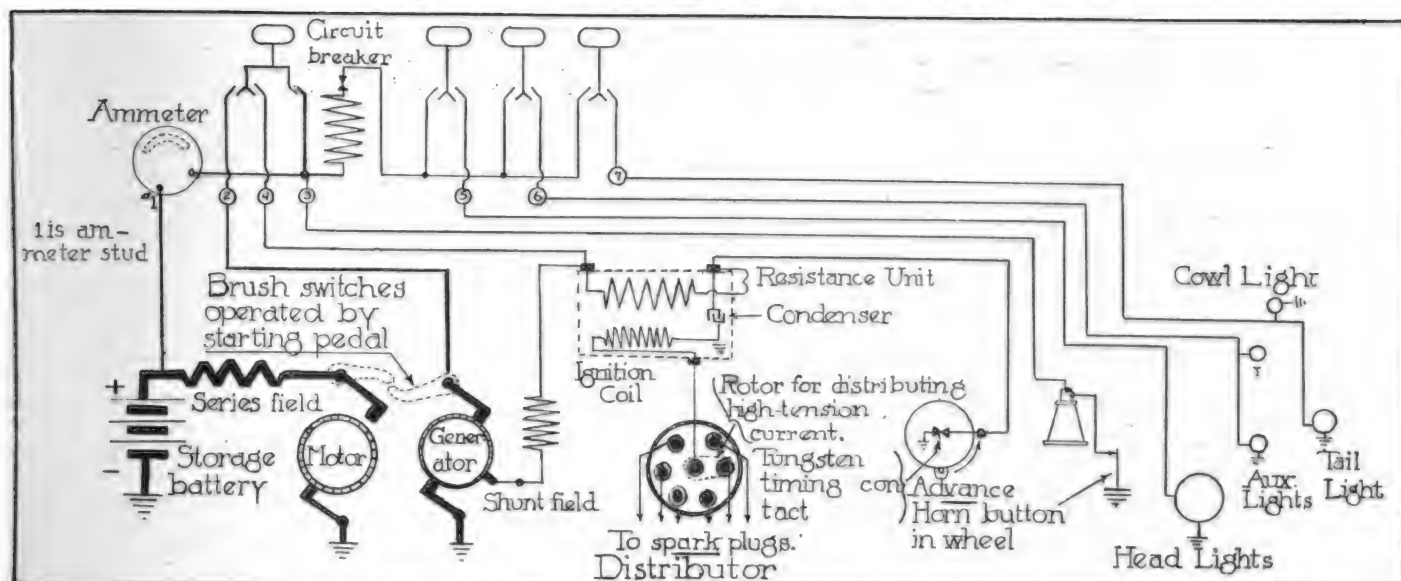 Circuit
breaker
Ammeter
1
2
4
3
5
6
7
1 is am-
meter stud
Brush switches
operated by
starting pedal
Resistance Unit
Condenser
Cowl Light
+
Series field
Ignition
Coil
Rotor for distributing
high-tension
current.
Tungsten
timing con
tact
Storage
battery
-
Motor
Gener-
ator
Shunt field
Advance
Horn button
in wheel
Aux.
Lights
Tail
Light
To spark plugs.
Distributor
Head Lights